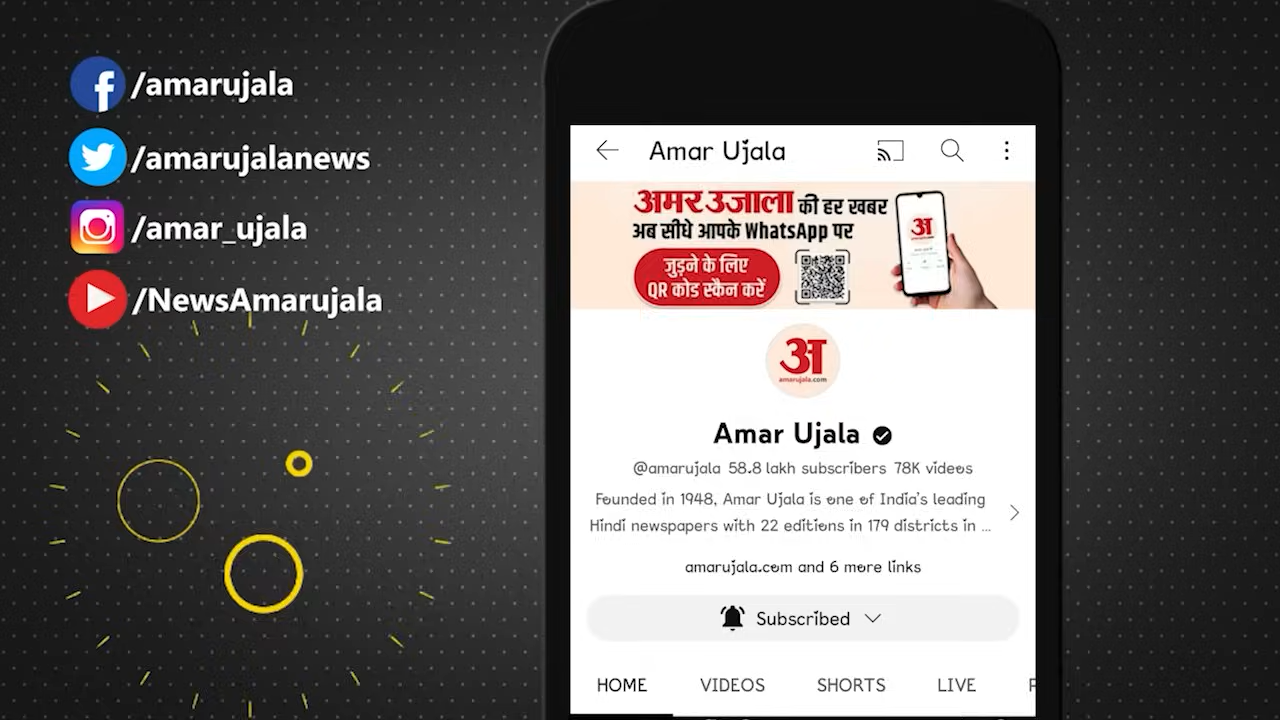 /amarujala
/amarujalanews
/amar_ujala
/NewsAmarujala
Amar Ujala
अमर उजाला की हर खबर
अब सीधे आपके WhatsApp पर
जुड़ने के लिए
QR कोड स्कैन करें
अ
अ
amarujala.com
Amar Ujala
@amarujala 58.8 lakh subscribers 78K videos
Founded in 1948, Amar Ujala is one of India's leading
Hindi newspapers with 22 editions in 179 districts in ...
amarujala.com and 6 more links
Subscribed
HOME VIDEOS SHORTS LIVE